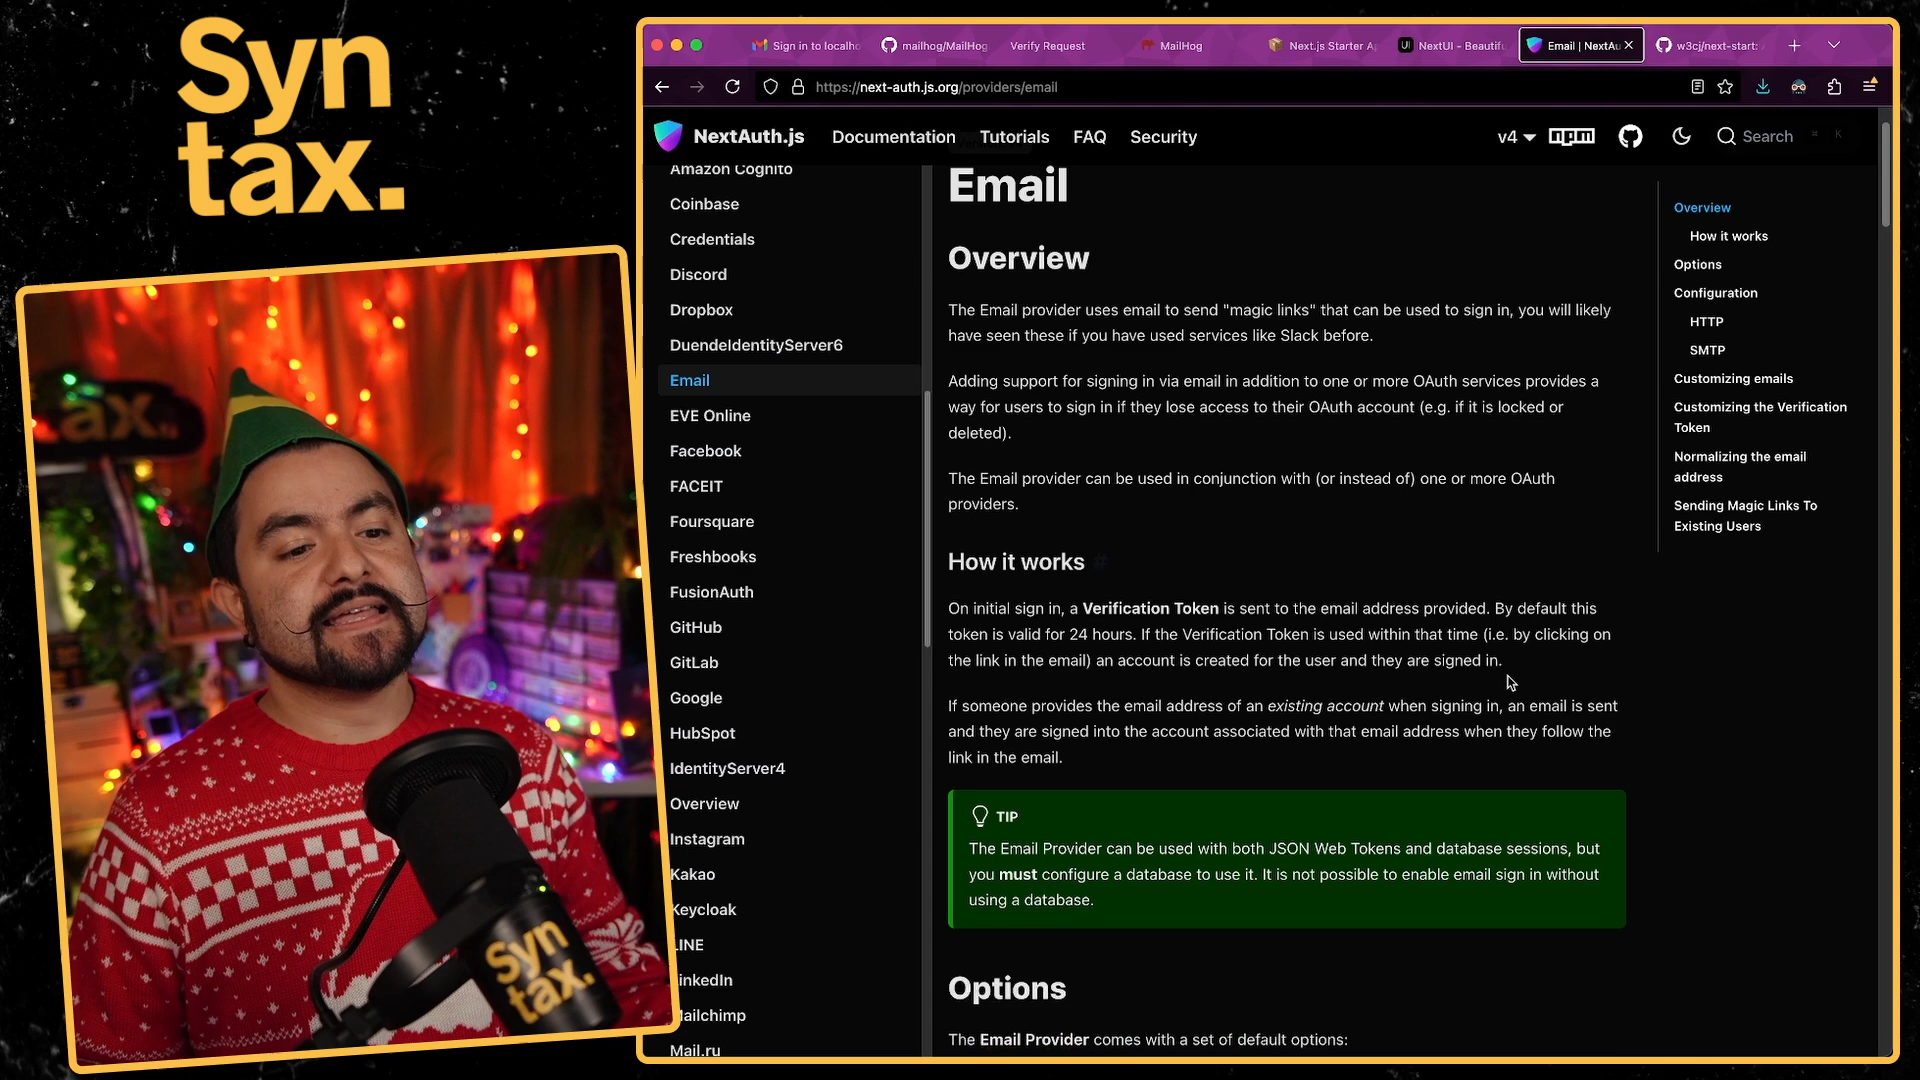 Syn
tax.
Sign in to localho
mailhog/MailHog
Verify Request
MailHog
Next.js Starter A
NextUI - Beautifu
Email | NextAu
w3cj/next-start:
https://next-auth.js.org/providers/email
NextAuth.js
Documentation
Tutorials
FAQ
Security
v4
npm
Search
K
Amazon Cognito
Coinbase
Credentials
Discord
Dropbox
DuendeIdentityServer6
Email
EVE Online
Facebook
FACEIT
Foursquare
Freshbooks
FusionAuth
GitHub
GitLab
Google
HubSpot
IdentityServer4
Overview
Instagram
Kakao
Keycloak
LINE
LinkedIn
Mailchimp
Mail.ru
Email
Overview
The Email provider uses email to send "magic links" that can be used to sign in, you will likely
have seen these if you have used services like Slack before.
Adding support for signing in via email in addition to one or more OAuth services provides a
way for users to sign in if they lose access to their OAuth account (e.g. if it is locked or
deleted).
The Email provider can be used in conjunction with (or instead of) one or more OAuth
providers.
How it works #
On initial sign in, a Verification Token is sent to the email address provided. By default this
token is valid for 24 hours. If the Verification Token is used within that time (i.e. by clicking on
the link in the email) an account is created for the user and they are signed in.
If someone provides the email address of an existing account when signing in, an email is sent
and they are signed into the account associated with that email address when they follow the
link in the email.
TIP
The Email Provider can be used with both JSON Web Tokens and database sessions, but
you must configure a database to use it. It is not possible to enable email sign in without
using a database.
Options
The Email Provider comes with a set of default options:
Overview
How it works
Options
Configuration
HTTP
SMTP
Customizing emails
Customizing the Verification
Token
Normalizing the email
address
Sending Magic Links To
Existing Users
tax.
Syn
tax.